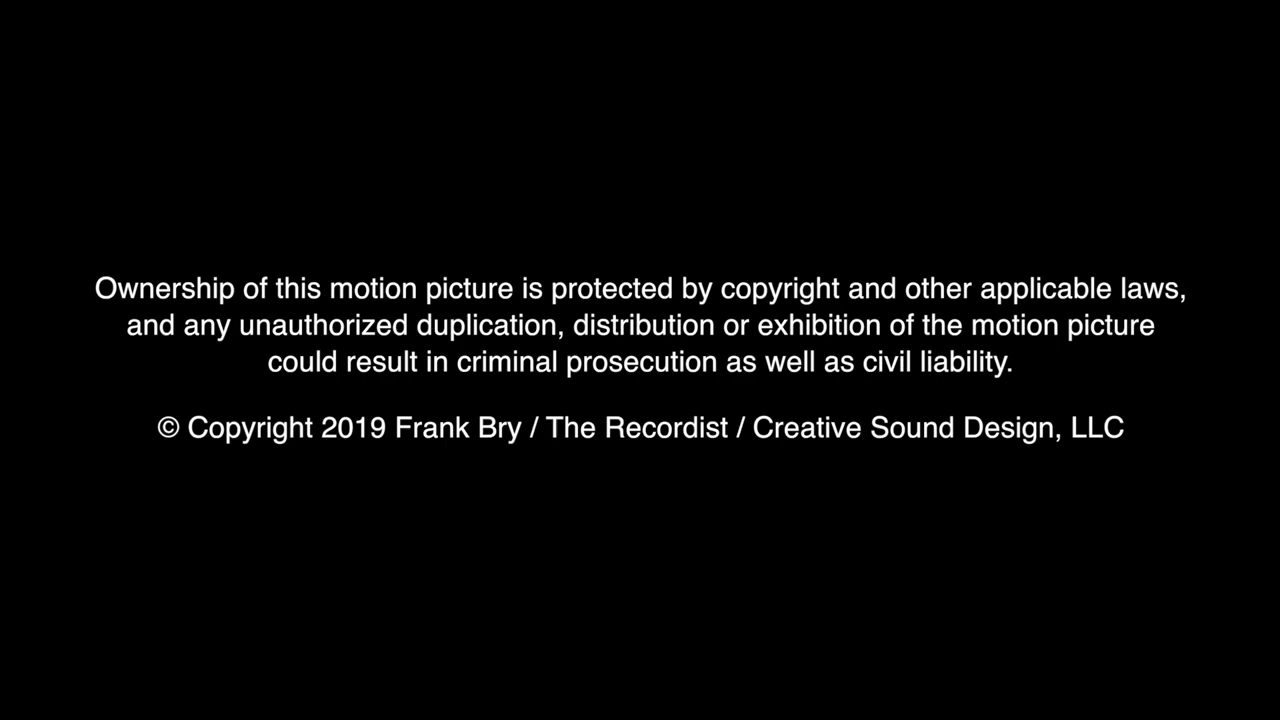 Ownership of this motion picture is protected by copyright and other applicable laws,
and any unauthorized duplication, distribution or exhibition of the motion picture
could result in criminal prosecution as well as civil liability.
© Copyright 2019 Frank Bry / The Recordist / Creative Sound Design, LLC